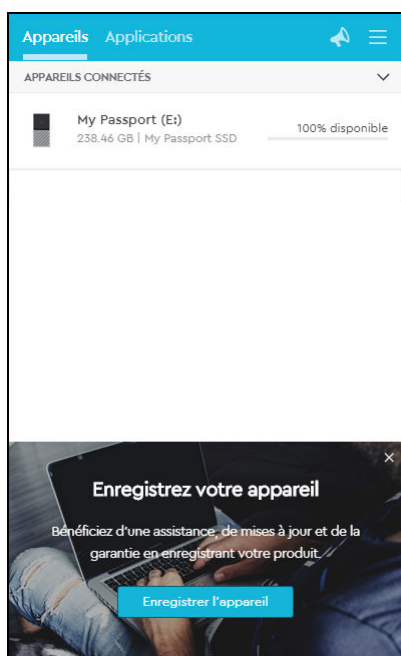 Appareils Applications
APPAREILS CONNECTÉS
My Passport (E:)
238.46 GB | My Passport SSD
100% disponible
Enregistrez votre appareil
Bénéficiez d'une assistance, de mises à jour et de la
garantie en enregistrant votre produit.
Enregistrer l'appareil